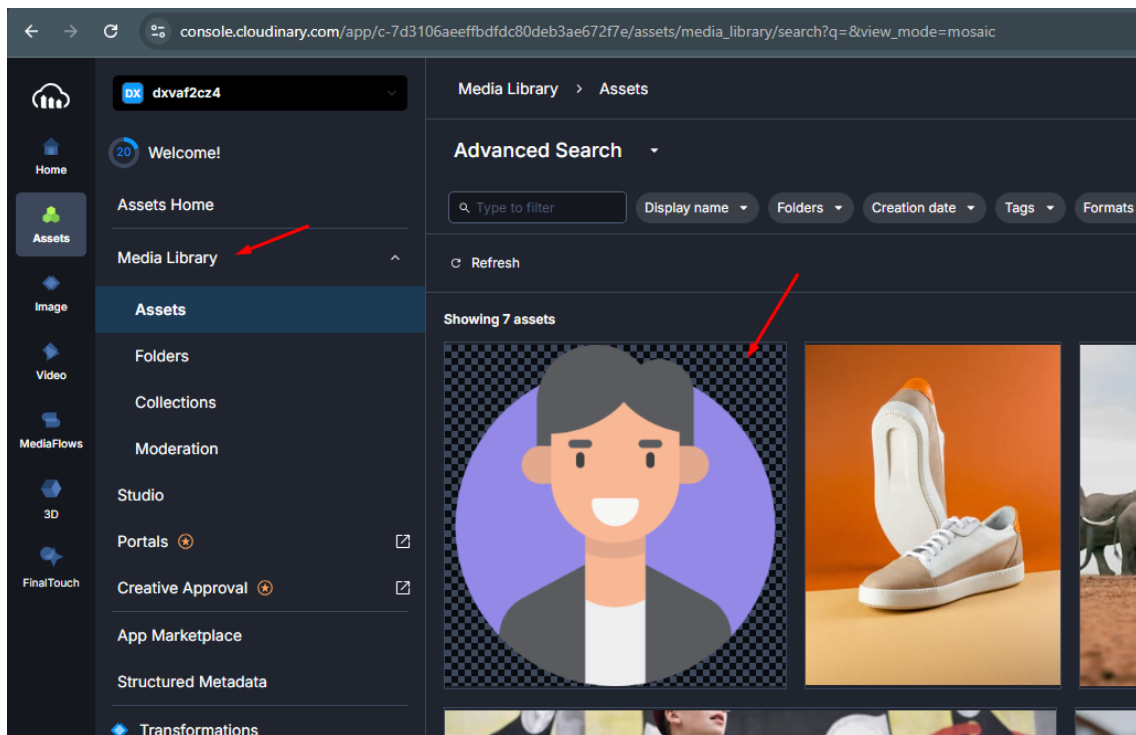 console.cloudinary.com/app/c-7d3106aeeffbdfdc80deb3ae672f7e/assets/media_library/search?q=&view_mode=mosaic
DX dxvaf2cz4
Media Library > Assets
Home
20 Welcome!
Advanced Search
Assets
Assets Home
Type to filter
Display name
Folders
Creation date
Tags
Formats
Media Library
Refresh
Image
Assets
Showing 7 assets
Video
Folders
Collections
MediaFlows
Moderation
3D
Studio
Portals
FinalTouch
Creative Approval
App Marketplace
Structured Metadata
Transformations